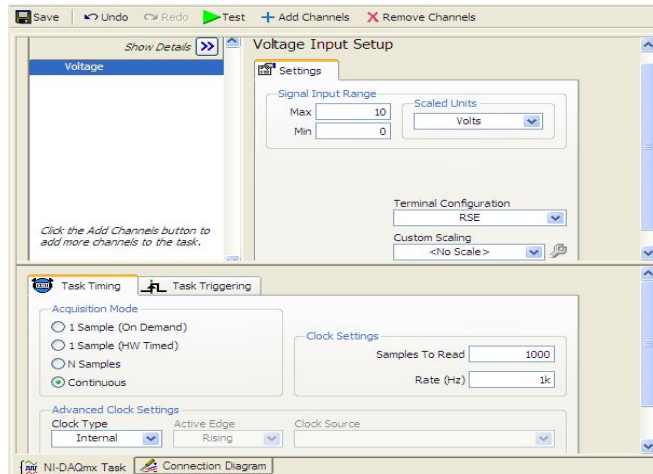 Save Undo Redo Test Add Channels Remove Channels
Show Details
Voltage
Click the Add Channels button to
add more channels to the task.
Voltage Input Setup
Settings
Signal Input Range
Max 10
Min 0
Scaled Units
Volts
Terminal Configuration
RSE
Custom Scaling
<No Scale>
Task Timing Task Triggering
Acquisition Mode
1 Sample (On Demand)
1 Sample (HW Timed)
N Samples
Continuous
Clock Settings
Samples To Read 1000
Rate (Hz) 1k
Advanced Clock Settings
Clock Type Active Edge Clock Source
Internal Rising
NI-DAQmx Task Connection Diagram